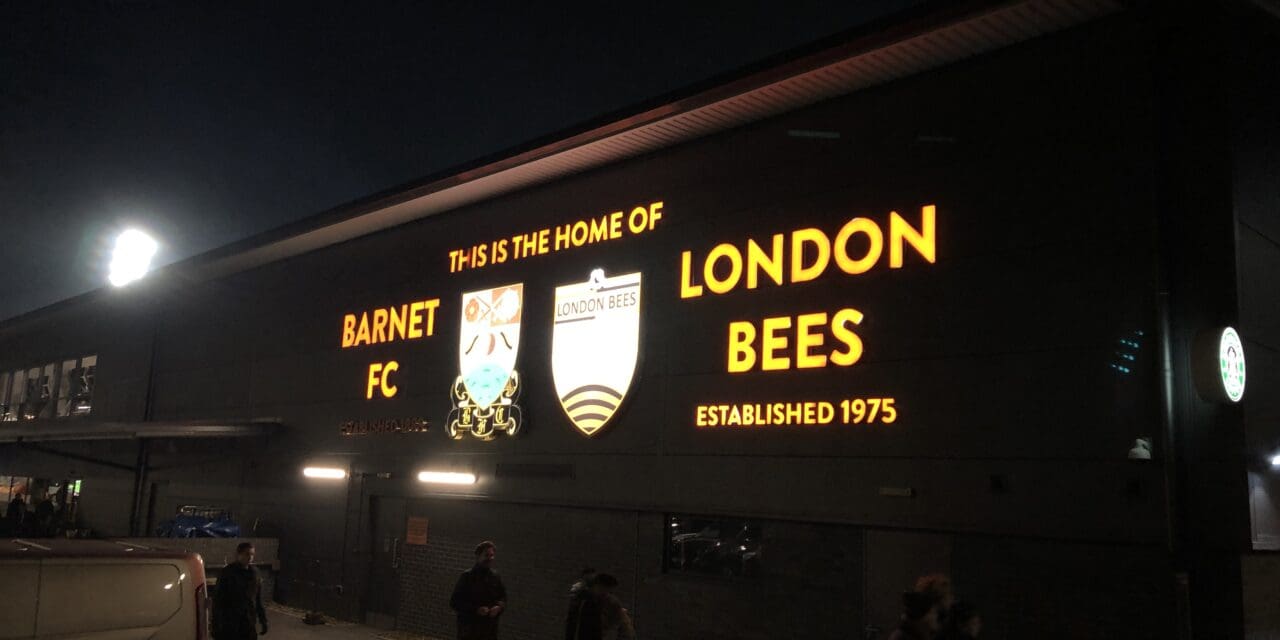 THIS IS THE HOME OF
BARNET
FC
LONDON BEES
LONDON
BEES
ESTABLISHED 1975